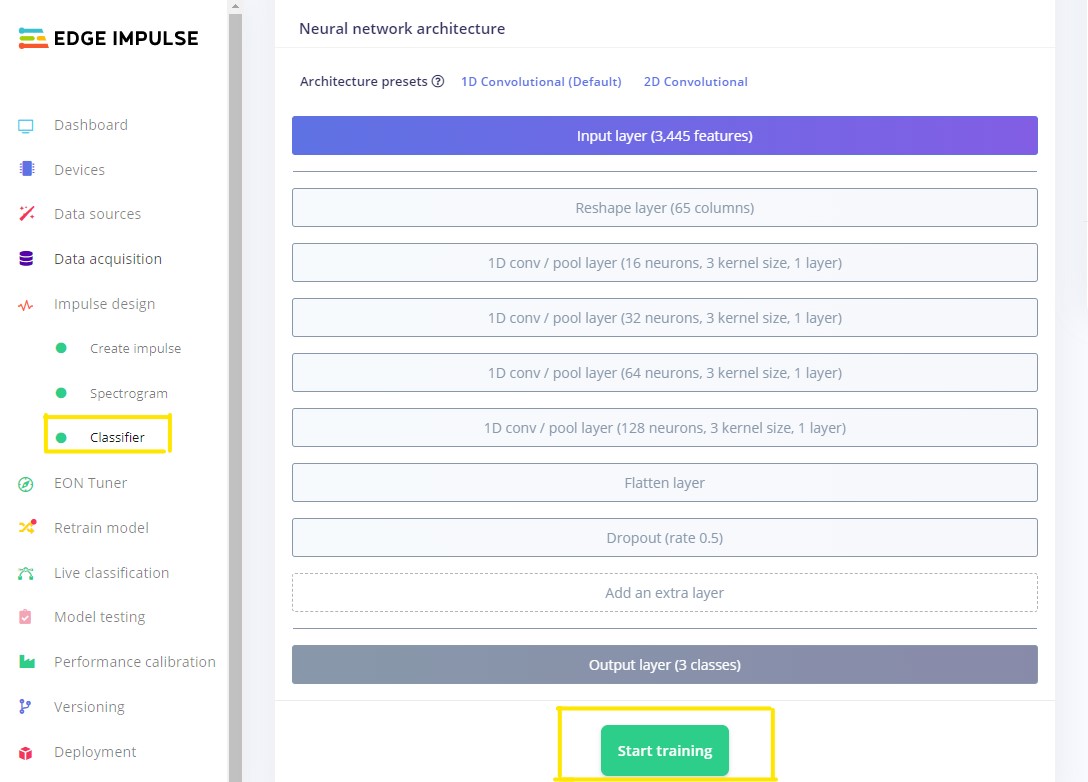 EDGE IMPULSE
Dashboard
Devices
Data sources
Data acquisition
Impulse design
Create impulse
Spectrogram
Classifier
EON Tuner
Retrain model
Live classification
Model testing
Performance calibration
Versioning
Deployment
Neural network architecture
Architecture presets ? 1D Convolutional (Default) 2D Convolutional
Input layer (3,445 features)
Reshape layer (65 columns)
1D conv / pool layer (16 neurons, 3 kernel size, 1 layer)
1D conv / pool layer (32 neurons, 3 kernel size, 1 layer)
1D conv / pool layer (64 neurons, 3 kernel size, 1 layer)
1D conv / pool layer (128 neurons, 3 kernel size, 1 layer)
Flatten layer
Dropout (rate 0.5)
Add an extra layer
Output layer (3 classes)
Start training